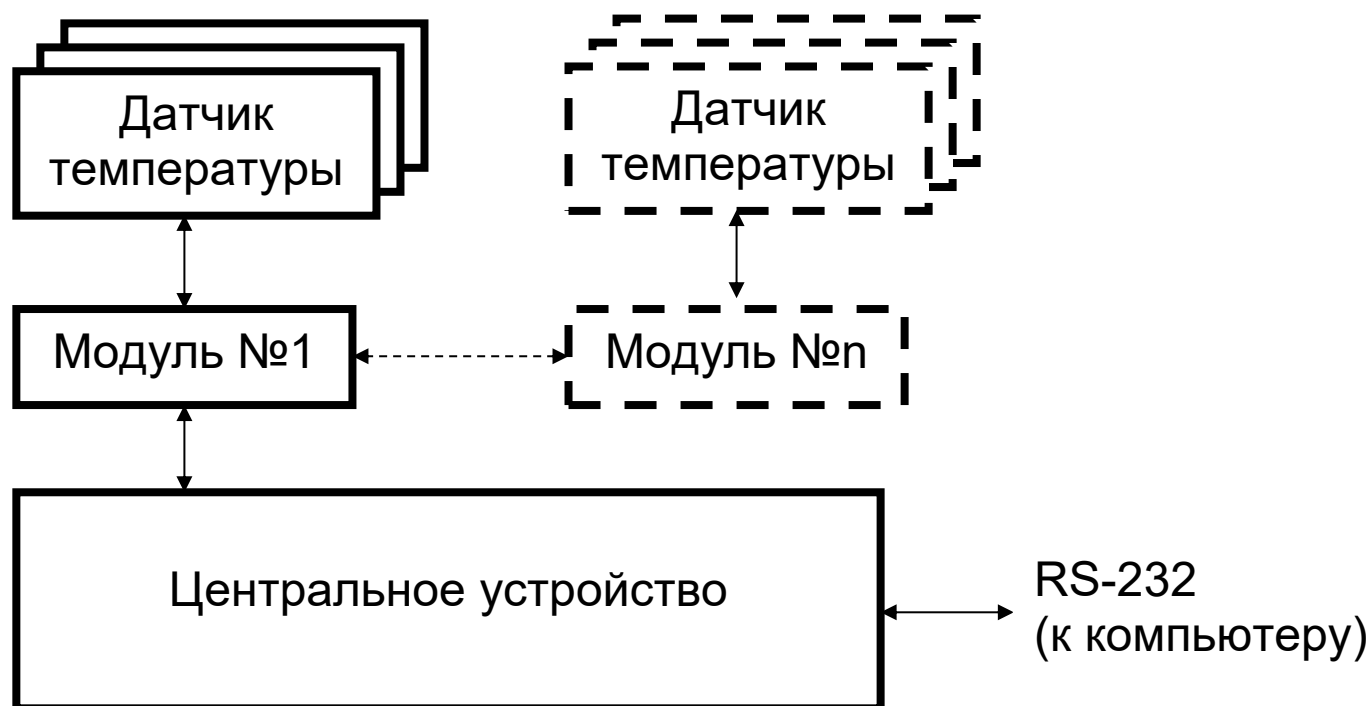 Датчик
температуры
Датчик
температуры
Модуль №1
Модуль №n
Центральное устройство
RS-232
(к компьютеру)